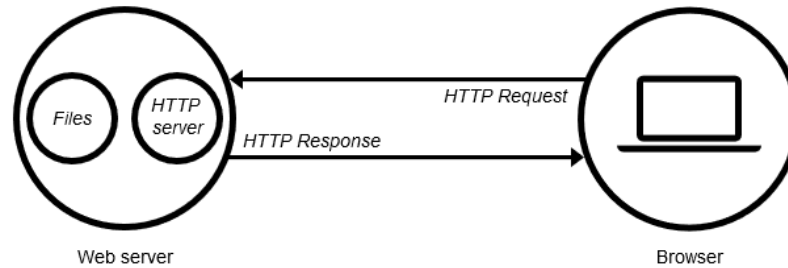 HTTP Request
Files
HTTP
server
HTTP Response
Web server
Browser